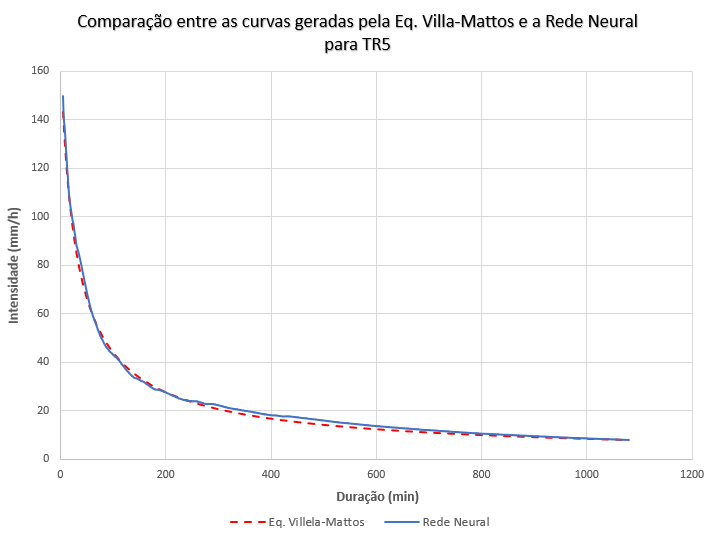 Comparação entre as curvas geradas pela Eq. Villa-Mattos e a Rede Neural
para TR5
160
140
120
100
80
60
40
20
0
Intensidade (mm/h)
0 200 400 600 800 1000 1200
Duração (min)
Eq. Villela-Mattos Rede Neural